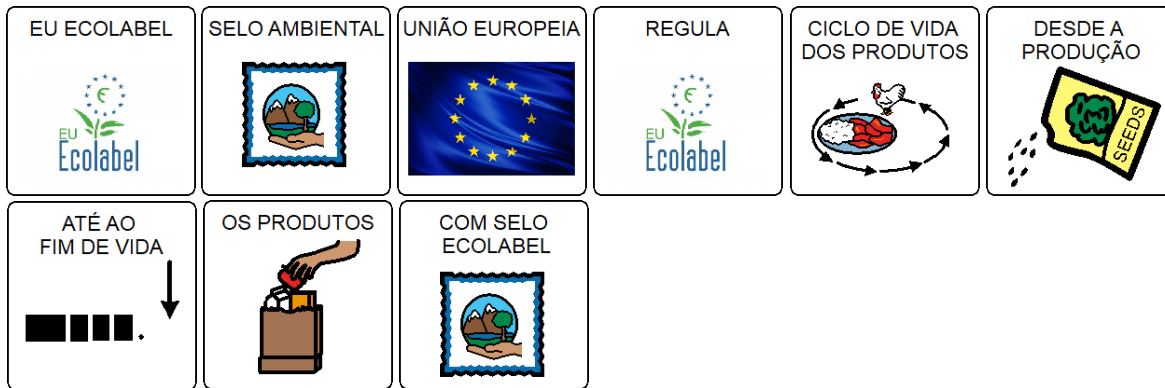 EU ECOLABEL
EU
Ecolabel
SELO AMBIENTAL
UNIÃO EUROPEIA
REGULA
EU
Ecolabel
CICLO DE VIDA
DOS PRODUTOS
DESDE A
PRODUÇÃO
SEEDS
ATÉ AO
FIM DE VIDA
OS PRODUTOS
COM SELO
ECOLABEL